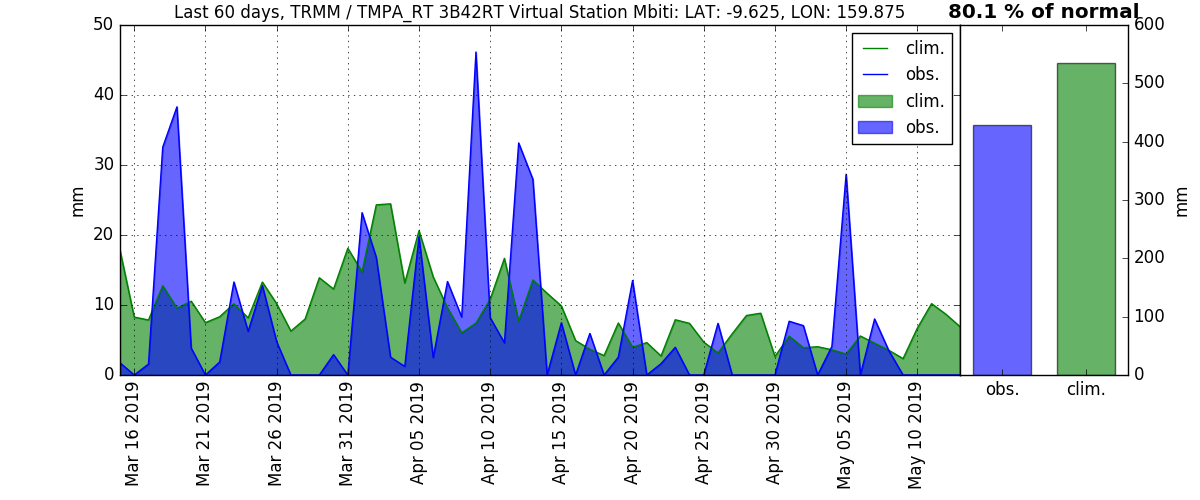 Last 60 days, TRMM / TMPA_RT 3B42RT Virtual Station Mbiti: LAT: -9.625, LON: 159.875
80.1 % of normal
50
40
30
20
10
0
mm
clim.
obs.
clim.
obs.
600
500
400
300
200
100
0
mm
Mar 16 2019
Mar 21 2019
Mar 26 2019
Mar 31 2019
Apr 05 2019
Apr 10 2019
Apr 15 2019
Apr 20 2019
Apr 25 2019
Apr 30 2019
May 05 2019
May 10 2019
obs.
clim.